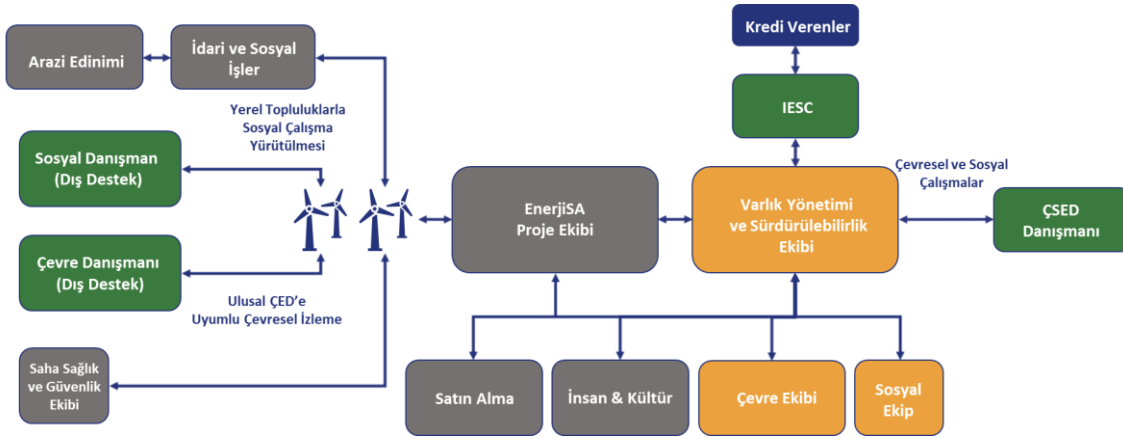 Kredi Verenler
İdari ve Sosyal
İşler
Arazi Edinimi
IESC
Yerel Topluluklarla
Sosyal Çalışma
Yürütülmesi
Sosyal Danışman
(Dış Destek)
Çevresel ve Sosyal
Çalışmalar
EnerjiSA
Proje Ekibi
Varlık Yönetimi
ve Sürdürülebilirlik
Ekibi
ÇSED
Danışmanı
Çevre Danışmanı
(Dış Destek)
Ulusal ÇED’e
Uyumlu Çevresel İzleme
Saha Sağlık
ve Güvenlik
Ekibi
Satın Alma
İnsan & Kültür
Çevre Ekibi
Sosyal
Ekip